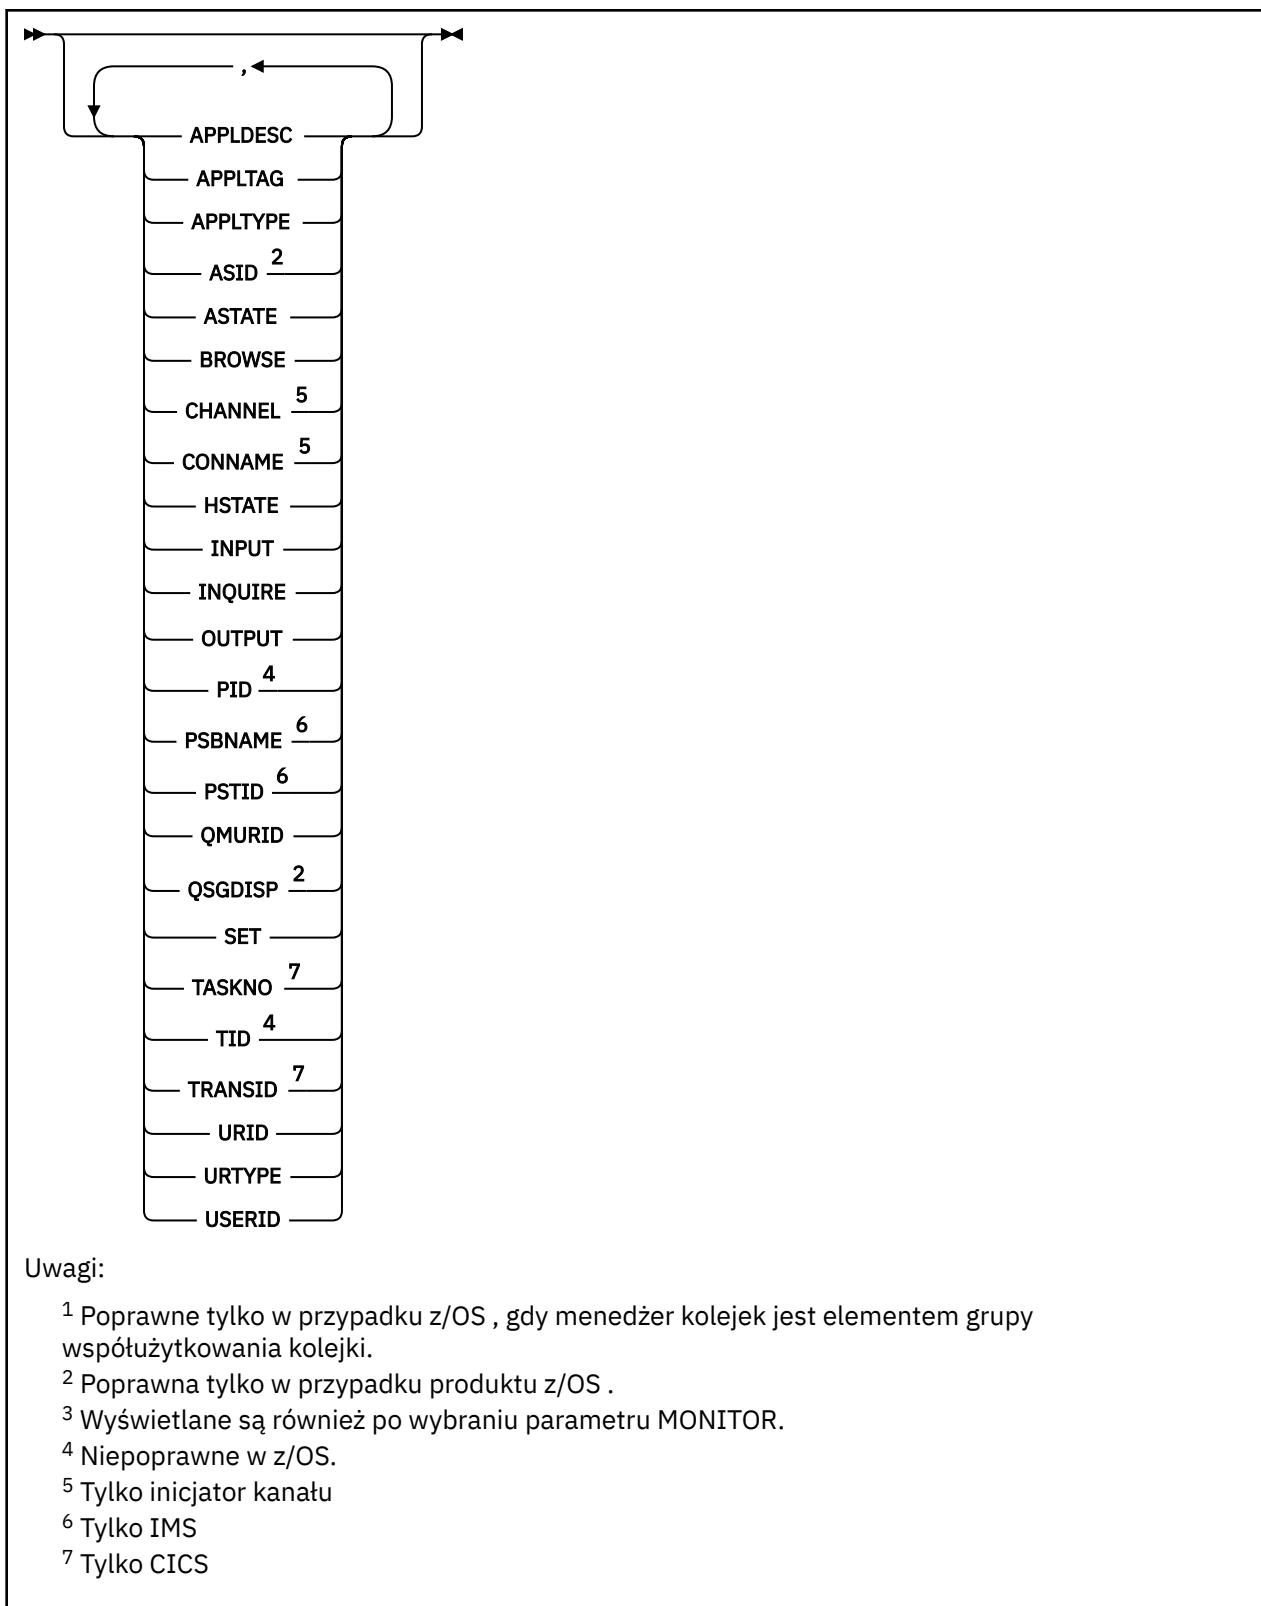 ,
APPLDESC
APPLTAG
APPLTYPE
ASID 2
ASTATE
BROWSE
CHANNEL 5
CONNAME 5
HSTATE
INPUT
INQUIRE
OUTPUT
PID 4
PSBNAME 6
PSTID 6
QMURID
QSGDISP 2
SET
TASKNO 7
TID 4
TRANSID 7
URID
URTYPE
USERID
Uwagi:
1 Poprawne tylko w przypadku z/OS , gdy menedżer kolejek jest elementem grupy
współużytkowania kolejki.
2 Poprawna tylko w przypadku produktu z/OS .
3 Wyświetlane są również po wybraniu parametru MONITOR.
4 Niepoprawne w z/OS.
5 Tylko inicjator kanału
6 Tylko IMS
7 Tylko CICS